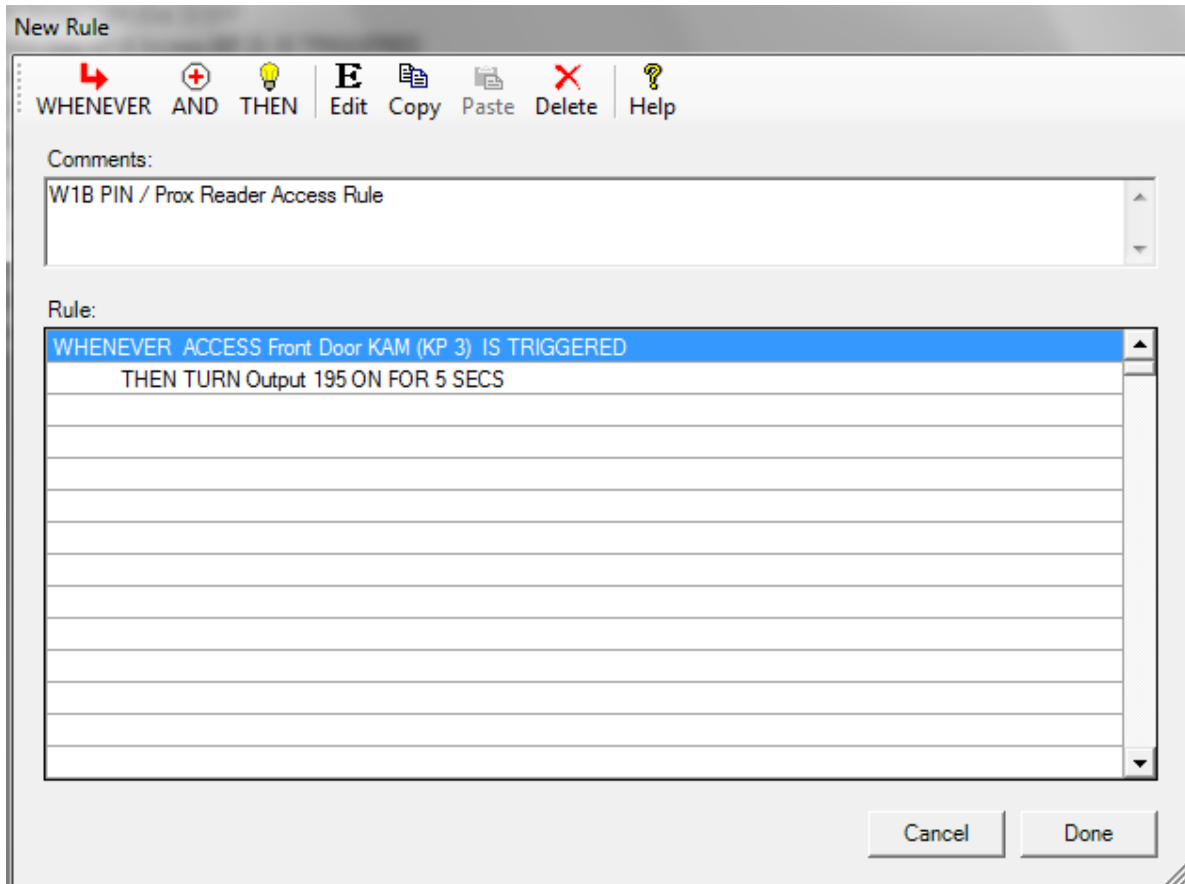 New Rule
WHENEVER AND THEN E Edit Copy Paste Delete Help
Comments:
W1B PIN / Prox Reader Access Rule
Rule:
WHENEVER ACCESS Front Door KAM (KP 3) IS TRIGGERED
THEN TURN Output 195 ON FOR 5 SECS
Cancel Done